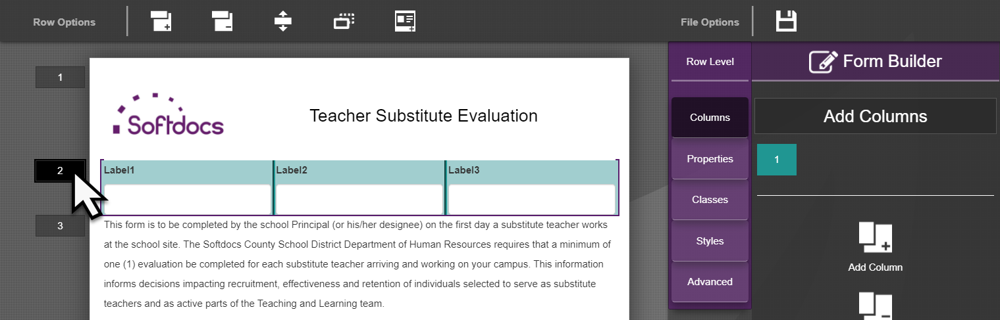 Row Options
File Options
1
Softdocs
Teacher Substitute Evaluation
2
Label1 Label2 Label3
3
This form is to be completed by the school Principal (or his/her designee) on the first day a substitute teacher works
at the school site. The Softdocs County School District Department of Human Resources requires that a minimum of
one (1) evaluation be completed for each substitute teacher arriving and working on your campus. This information
informs decisions impacting recruitment, effectiveness and retention of individuals selected to serve as substitute
teachers and as active parts of the Teaching and Learning team.
Row Level
Columns
Properties
Classes
Styles
Advanced
Form Builder
Add Columns
1
Add Column